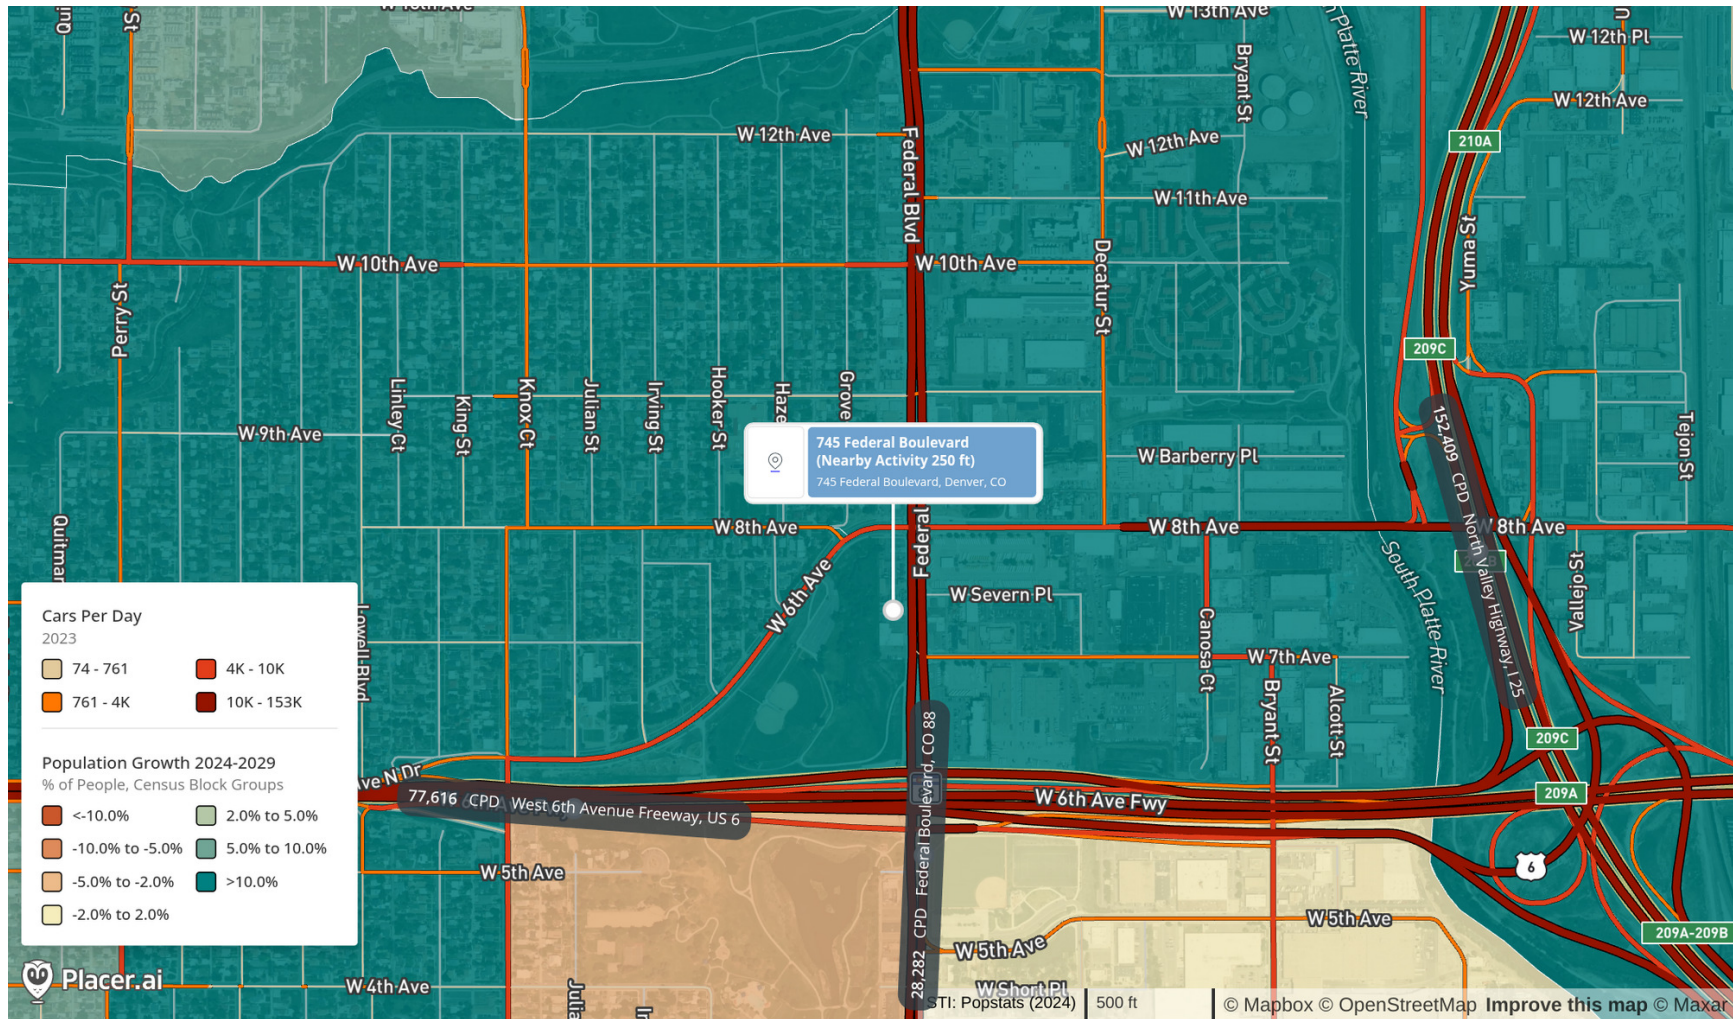 W 13th Ave
W 12th Pl
W 12th Ave
Bryant St
South Platte River
210A
W 12th Ave
W 12th Ave
Federal Blvd
W 11th Ave
Yuma St
W 10th Ave
W 10th Ave
Decatur St
Perry St
209C
Linley Ct
King St
Knox Ct
Julian St
Irving St
Hooker St
Haze
Grove
W 9th Ave
745 Federal Boulevard
(Nearby Activity 250 ft)
745 Federal Boulevard, Denver, CO
W Barberry Pl
Tejon St
152,409 CPD North Valley Highway, I 25
W 8th Ave
W 8th Ave
W 8th Ave
Federal
Quitman
W 6th Ave
W Severn Pl
South Platte River
Vallejo St
Canosa Ct
Lowell Blvd
W 7th Ave
Bryant St
Alcott St
209C
Ave N Dr
77,616 CPD West 6th Avenue Freeway, US 6
W 6th Ave Fwy
209A
28,282 CPD Federal Boulevard, CO 88
6
W 5th Ave
W 5th Ave
W 5th Ave
209A-209B
W 4th Ave
W Short Pl
Cars Per Day
2023
74 - 761
4K - 10K
761 - 4K
10K - 153K
Population Growth 2024-2029
% of People, Census Block Groups
<-10.0%
2.0% to 5.0%
-10.0% to -5.0%
5.0% to 10.0%
-5.0% to -2.0%
>10.0%
-2.0% to 2.0%
Placer.ai
STI: Popstats (2024)
500 ft
© Mapbox © OpenStreetMap Improve this map © Maxar